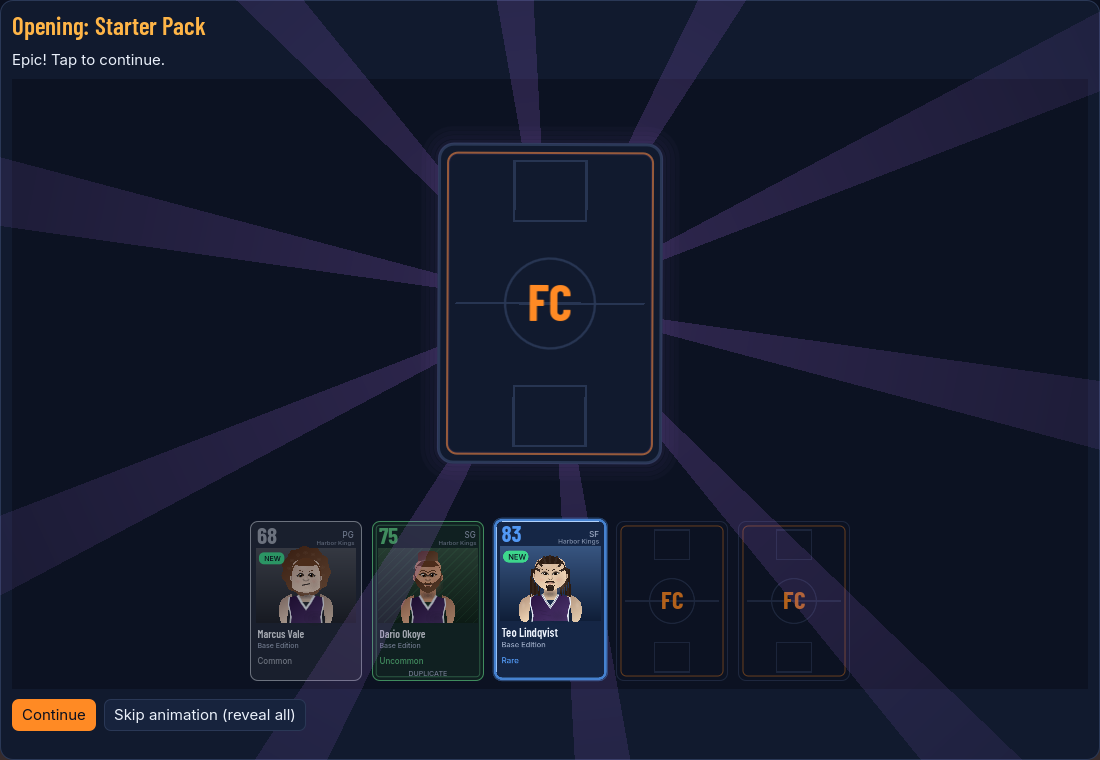 Opening: Starter Pack
Epic! Tap to continue.
FC
68 PG
Harbor Kings
NEW
Marcus Vale
Base Edition
Common
75 SG
Harbor Kings
Dario Okoye
Base Edition
Uncommon
DUPLICATE
83 SF
Harbor Kings
NEW
Teo Lindqvist
Base Edition
Rare
FC
FC
Continue
Skip animation (reveal all)